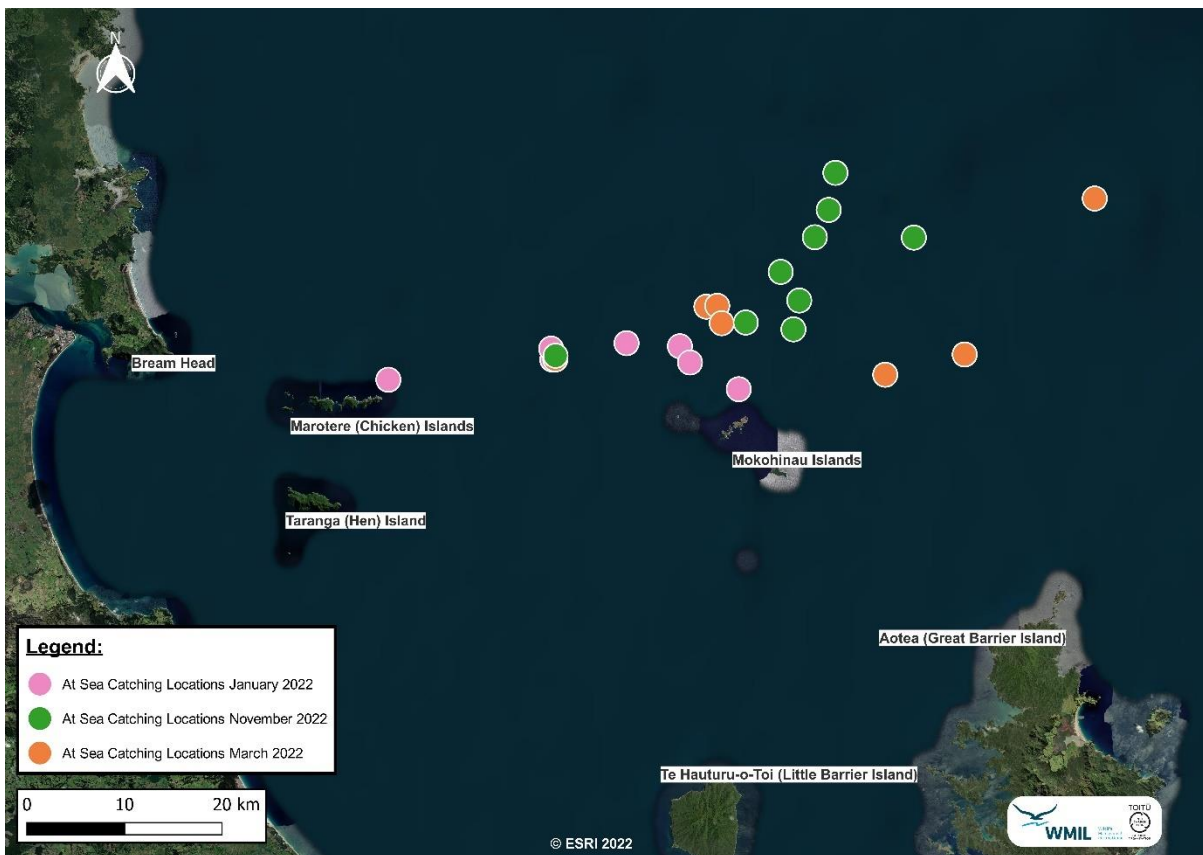 N
Bream Head
Marotere (Chicken) Islands
Mokohinau Islands
Taranga (Hen) Island
Aotea (Great Barrier Island)
Te Hauturu-o-Toi (Little Barrier Island)
Legend:
At Sea Catching Locations January 2022
At Sea Catching Locations November 2022
At Sea Catching Locations March 2022
0 10 20 km
© ESRI 2022
WMIL
TOITŪ